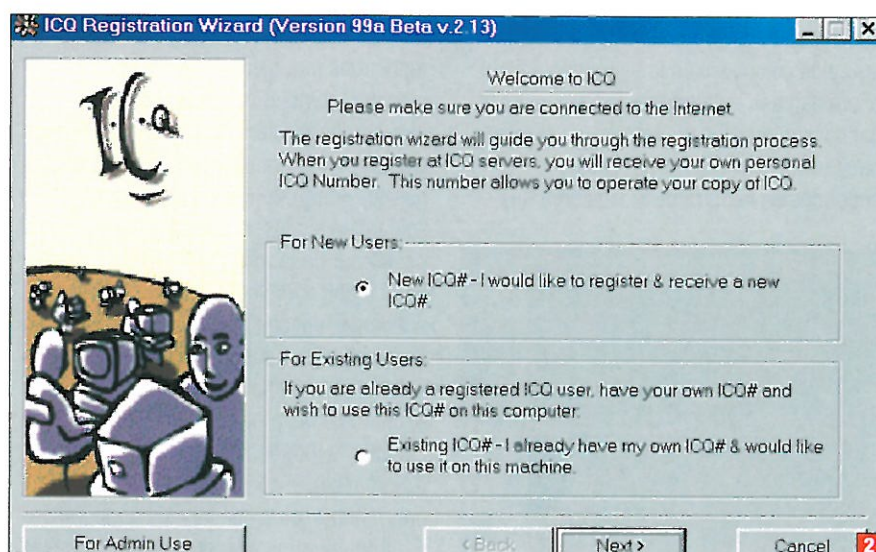 ICQ Registration Wizard (Version 99a Beta v.2.13)
ICQ
Welcome to ICQ
Please make sure you are connected to the Internet.
The registration wizard will guide you through the registration process.
When you register at ICQ servers, you will receive your own personal
ICQ Number. This number allows you to operate your copy of ICQ.
For New Users:
New ICQ# - I would like to register & receive a new
ICQ#.
For Existing Users:
If you are already a registered ICQ user, have your own ICQ# and
wish to use this ICQ# on this computer:
Existing ICQ# - I already have my own ICQ# & would like
to use it on this machine.
For Admin Use
< Back
Next >
Cancel
2